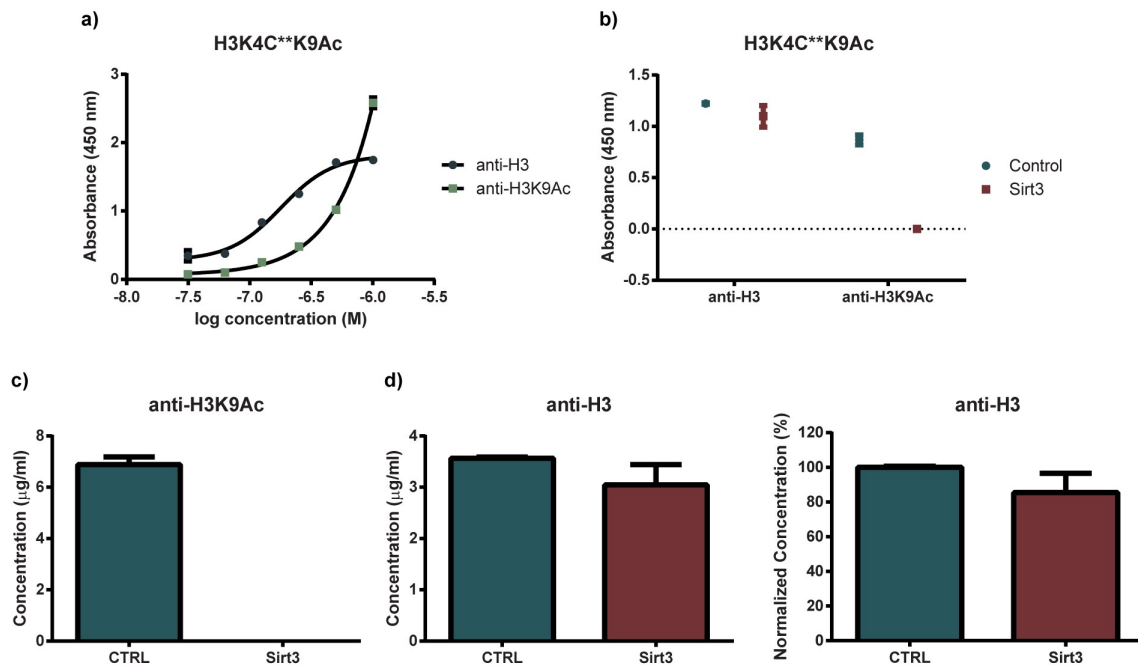 a)
H3K4C**K9Ac
Absorbance (450 nm)
3
2
1
0
-8.0 -7.5 -7.0 -6.5 -6.0 -5.5
log concentration (M)
anti-H3
anti-H3K9Ac
b)
H3K4C**K9Ac
Absorbance (450 nm)
1.5
1.0
0.5
0.0
-0.5
anti-H3 anti-H3K9Ac
Control
Sirt3
c)
anti-H3K9Ac
Concentration (µg/ml)
8
6
4
2
0
CTRL Sirt3
d)
anti-H3
Concentration (µg/ml)
4
3
2
1
0
CTRL Sirt3
anti-H3
Normalized Concentration (%)
120
100
80
60
40
20
0
CTRL Sirt3